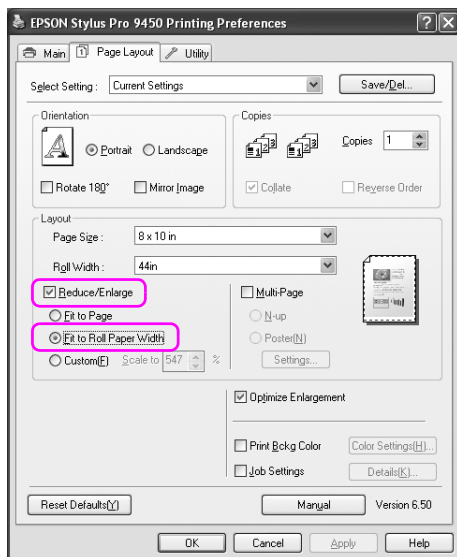 EPSON Stylus Pro 9450 Printing Preferences
Main Page Layout Utility
Select Setting : Current Settings Save/Del...
Orientation
Portrait Landscape
Rotate 180° Mirror Image
Copies
Copies 1
Collate Reverse Order
Layout
Page Size : 8 x 10 in
Roll Width : 44in
Reduce/Enlarge
Fit to Page
Fit to Roll Paper Width
Custom(F) Scale to 547 %
Multi-Page
N-up
Poster(N)
Settings...
Optimize Enlargement
Print Bckg Color Color Settings(H)...
Job Settings Details(K)...
Reset Defaults(Y) Manual Version 6.50
OK Cancel Apply Help